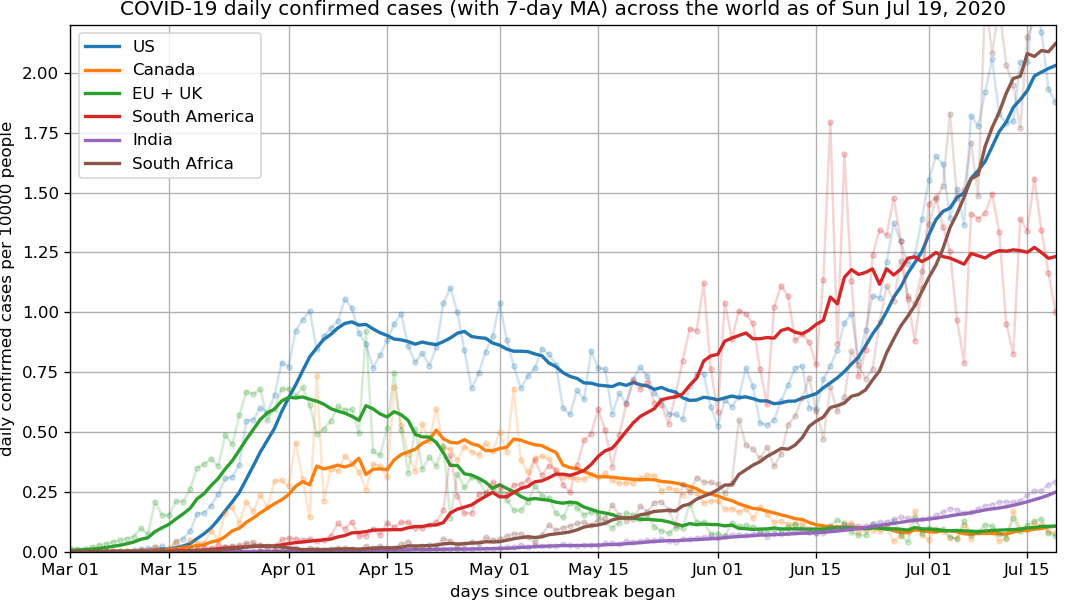 COVID-19 daily confirmed cases (with 7-day MA) across the world as of Sun Jul 19, 2020
US
Canada
EU + UK
South America
India
South Africa
daily confirmed cases per 10000 people
2.00
1.75
1.50
1.25
1.00
0.75
0.50
0.25
0.00
Mar 01 Mar 15 Apr 01 Apr 15 May 01 May 15 Jun 01 Jun 15 Jul 01 Jul 15
days since outbreak began